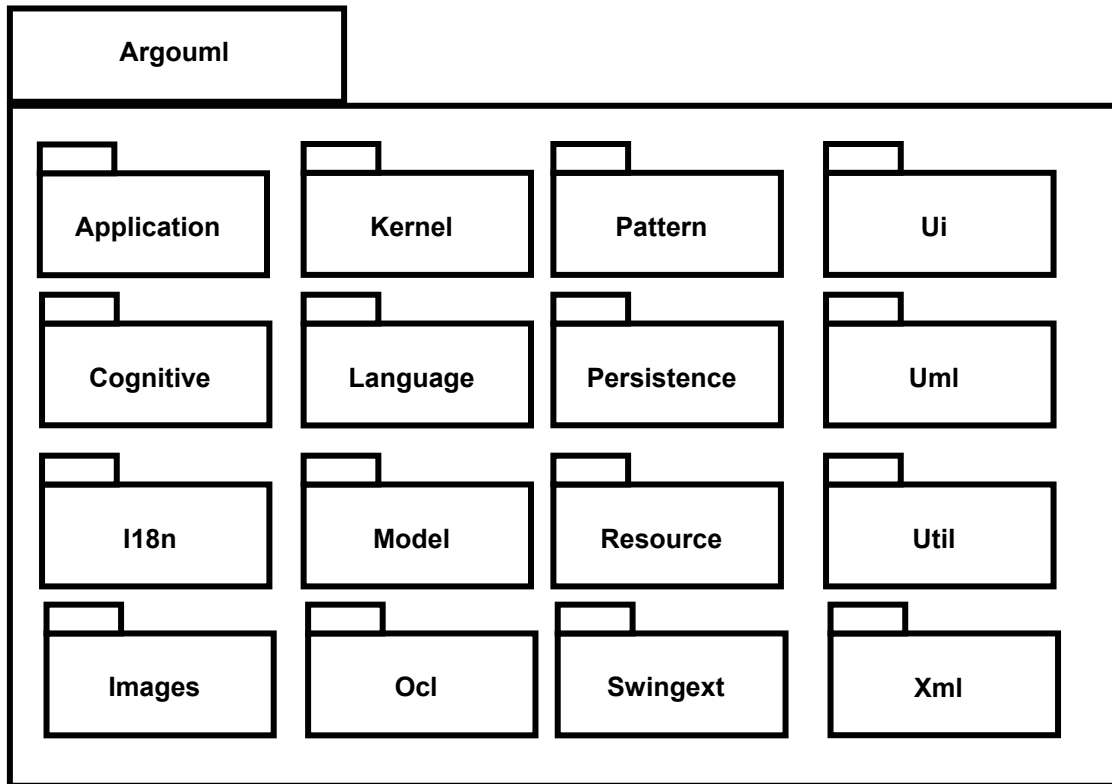 Argouml
Application Kernel Pattern Ui
Cognitive Language Persistence Uml
I18n Model Resource Util
Images Ocl Swingext Xml